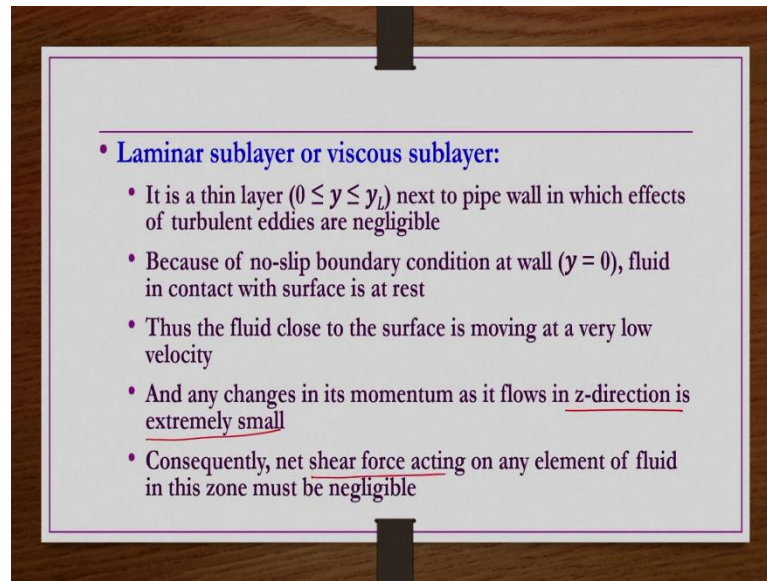 • Laminar sublayer or viscous sublayer:
• It is a thin layer (0 ≤ y ≤ y_L) next to pipe wall in which effects
of turbulent eddies are negligible
• Because of no-slip boundary condition at wall (y = 0), fluid
in contact with surface is at rest
• Thus the fluid close to the surface is moving at a very low
velocity
• And any changes in its momentum as it flows in z-direction is
extremely small
• Consequently, net shear force acting on any element of fluid
in this zone must be negligible